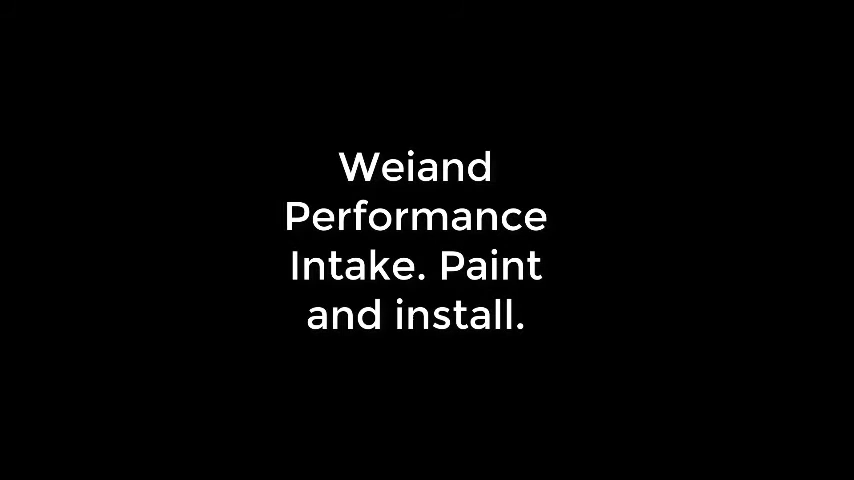 Weiand
Performance
Intake. Paint
and install.